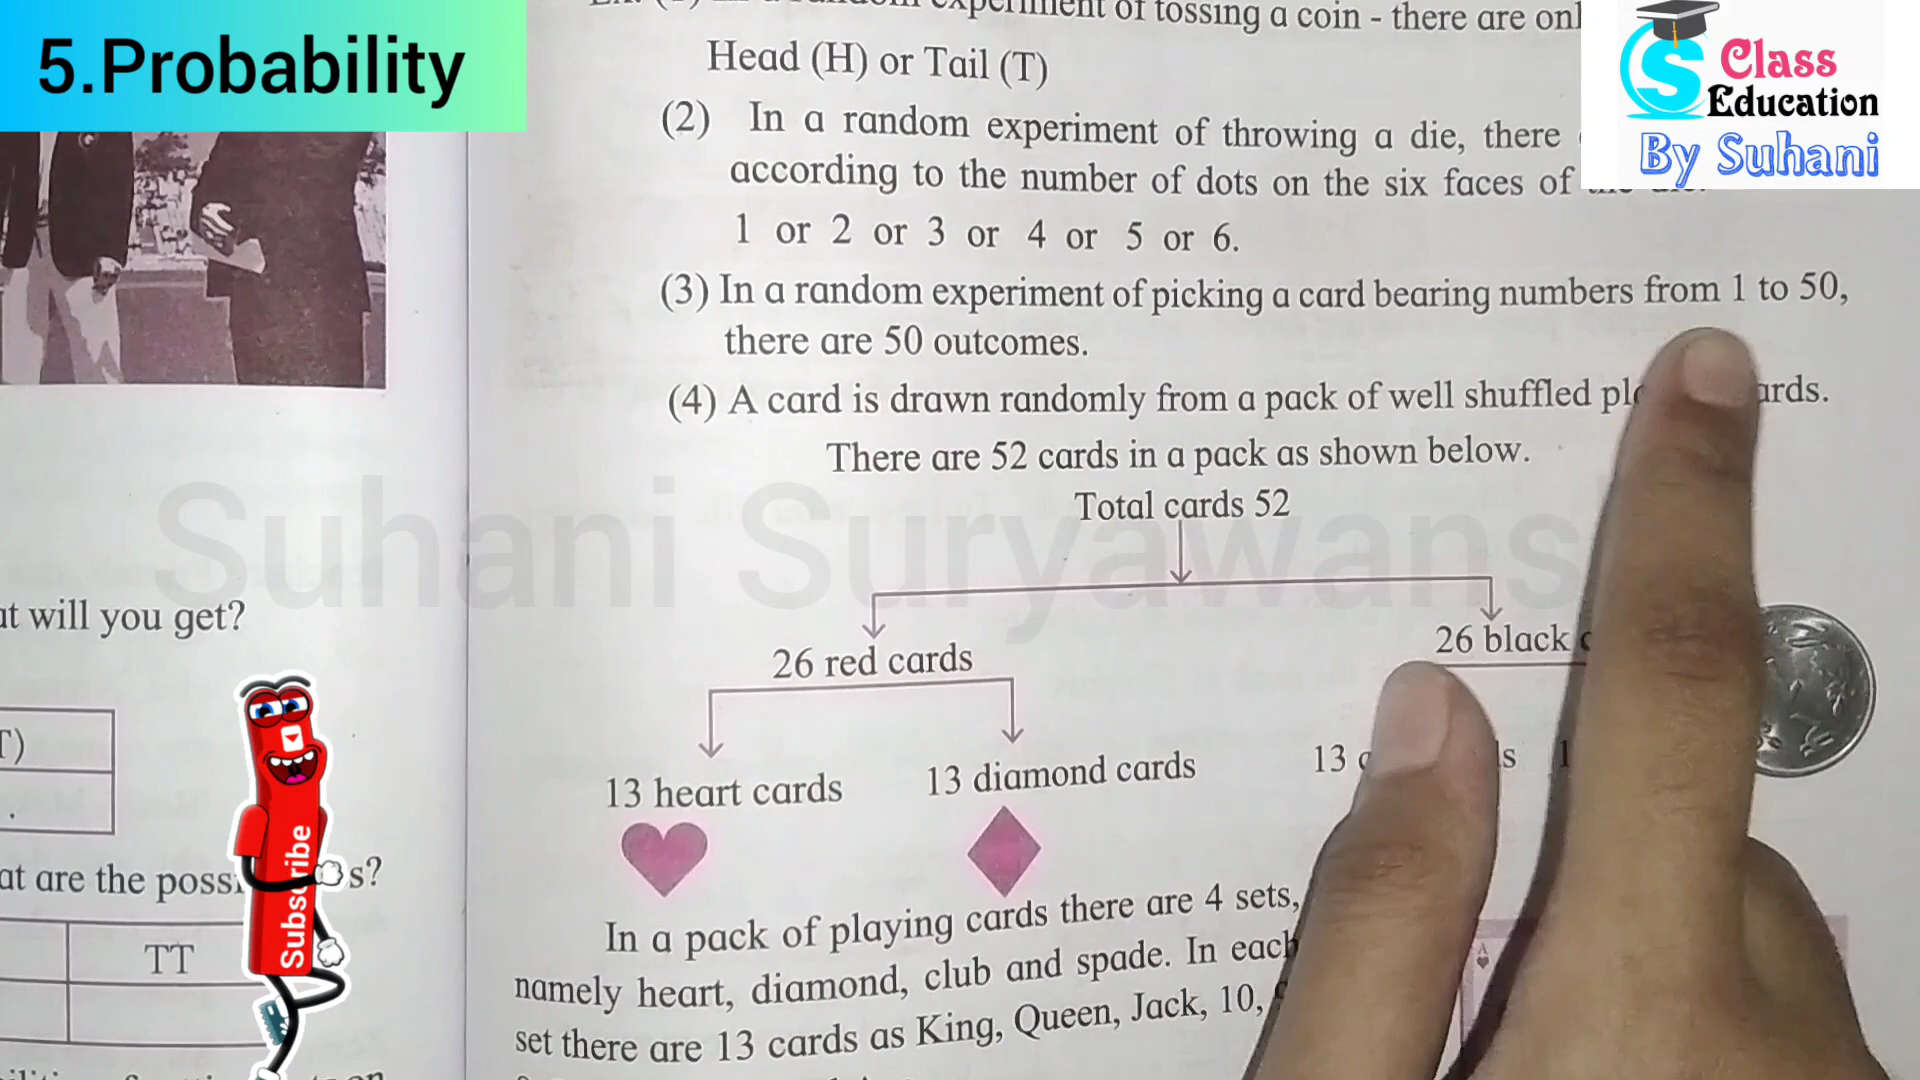 5.Probability
Class
Education
By Suhani
experiment of tossing a coin - there are
Head (H) or Tail (T)
(2) In a random experiment of throwing a die, there
according to the number of dots on the six faces of
1 or 2 or 3 or 4 or 5 or 6.
(3) In a random experiment of picking a card bearing numbers from 1 to 50,
there are 50 outcomes.
(4) A card is drawn randomly from a pack of well shuffled
There are 52 cards in a pack as shown below.
Total cards 52
26 red cards
26 black
13 heart cards
13 diamond cards
13
In a pack of playing cards there are 4 sets,
namely heart, diamond, club and spade. In each
set there are 13 cards as King, Queen, Jack, 10,
will you get?
are the
TT
Subscribe
Suhani Suryawans